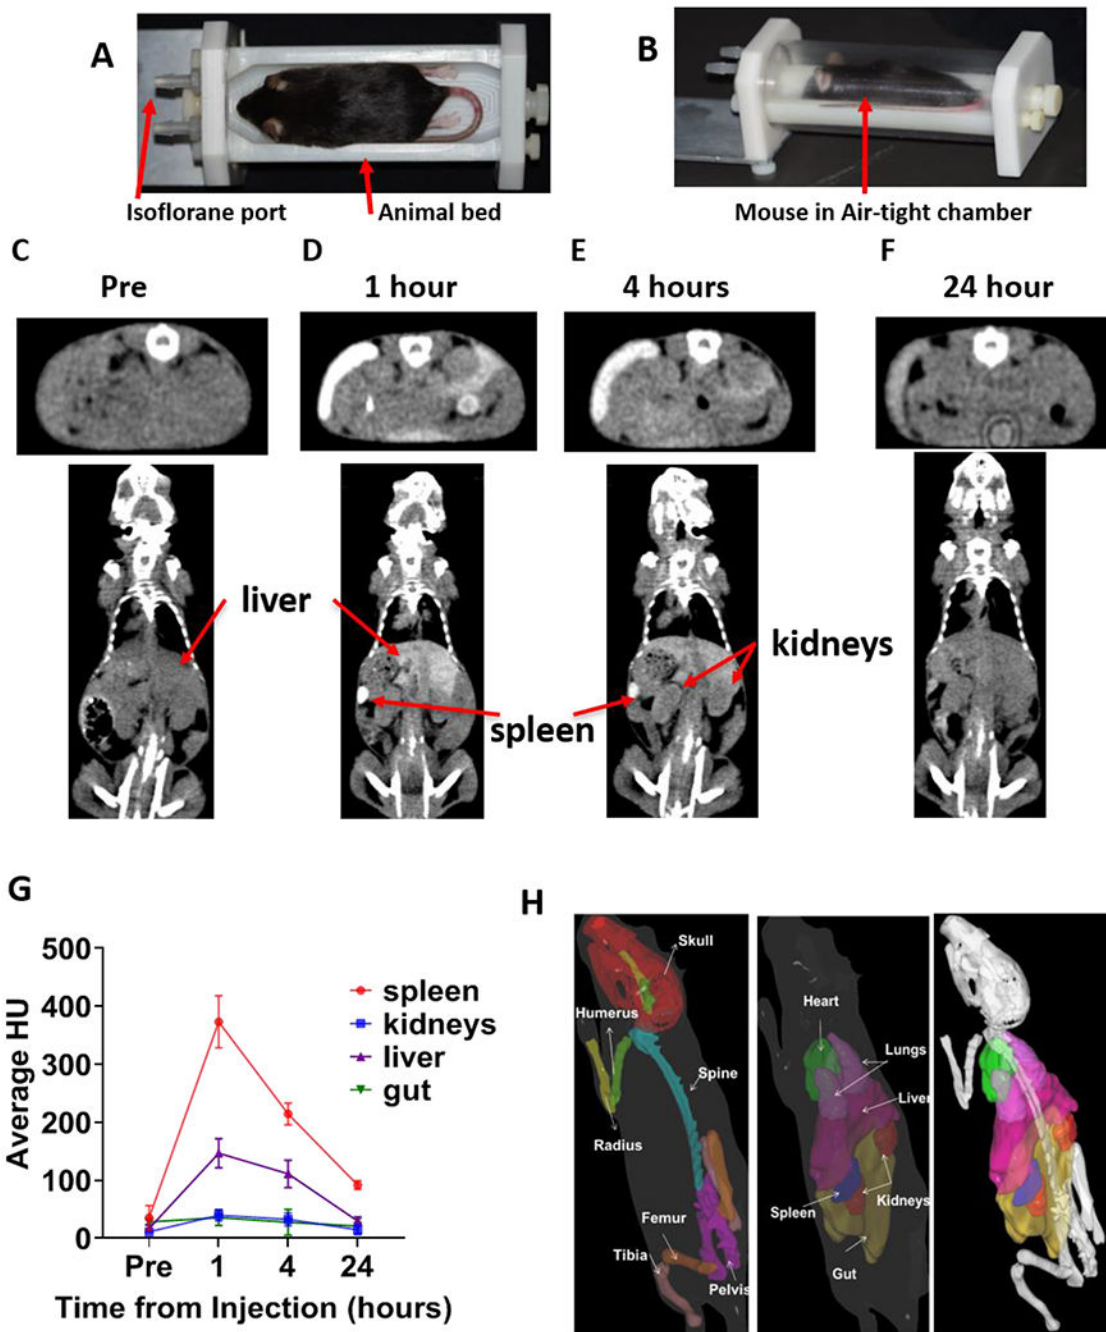 A
B
Isoflorane port
Animal bed
Mouse in Air-tight chamber
C
D
E
F
Pre
1 hour
4 hours
24 hour
liver
kidneys
spleen
G
500
400
300
200
100
0
Average HU
spleen
kidneys
liver
gut
Pre
1
4
24
Time from Injection (hours)
H
Skull
Humerus
Spine
Radius
Femur
Tibia
Pelvis
Heart
Lungs
Liver
Spleen
Kidneys
Gut